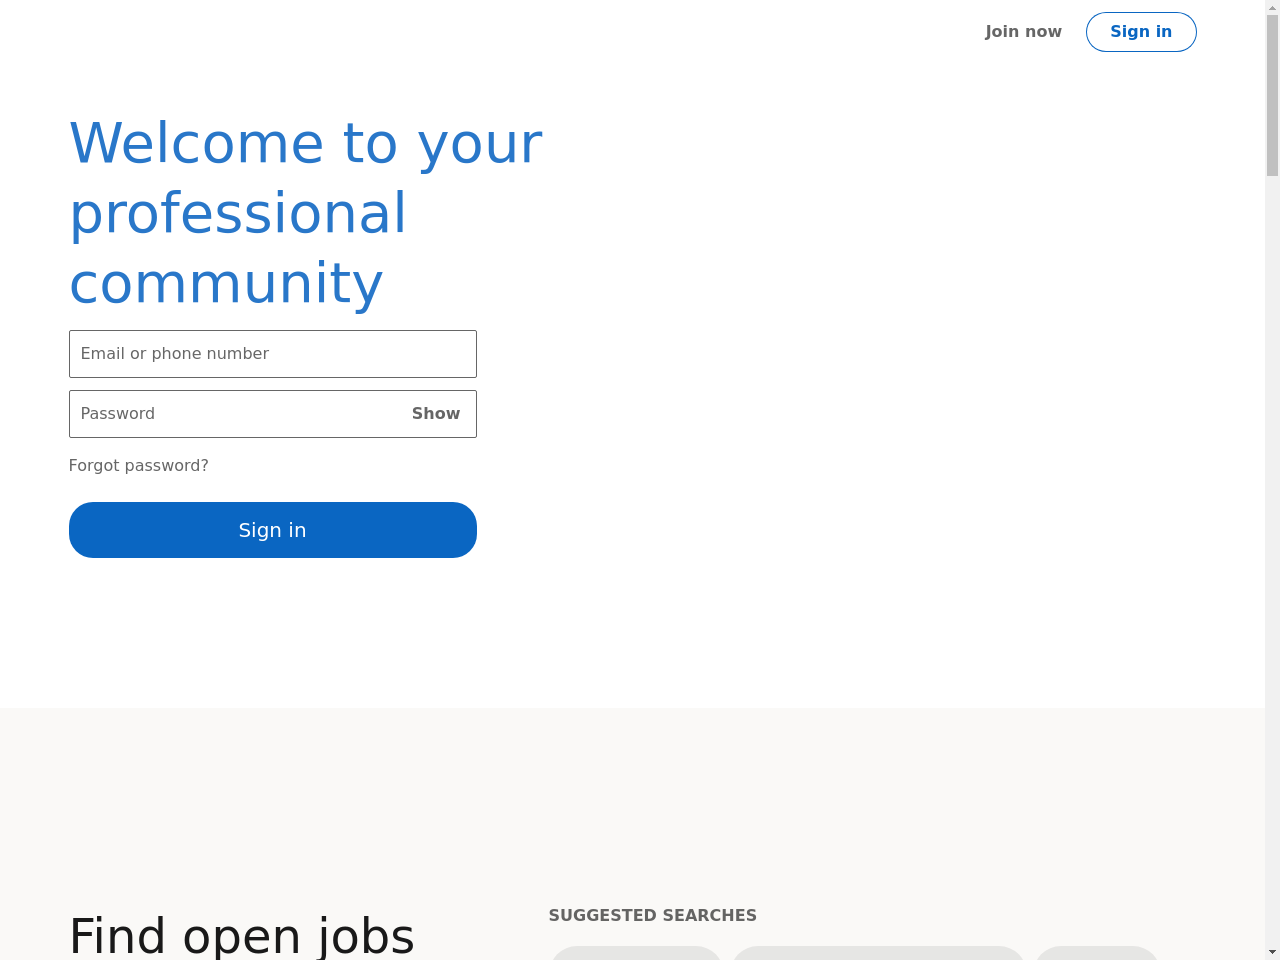 Join now
Sign in
Welcome to your
professional
community
Email or phone number
Password
Show
Forgot password?
Sign in
Find open jobs
SUGGESTED SEARCHES